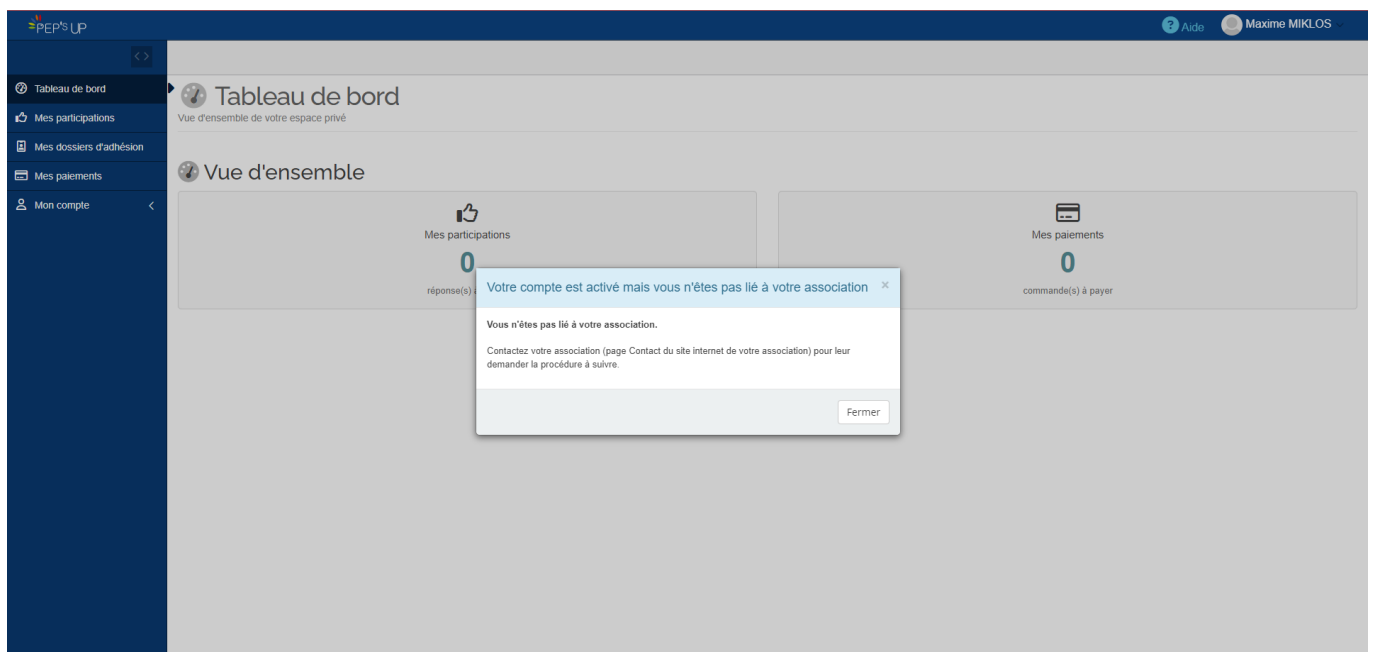 PEP'S UP
Aide
Maxime MIKLOS
Tableau de bord
Mes participations
Mes dossiers d'adhésion
Mes paiements
Mon compte
Tableau de bord
Vue d'ensemble de votre espace privé
Vue d'ensemble
Mes participations
0
réponse(s)
Mes paiements
0
commande(s) à payer
Votre compte est activé mais vous n'êtes pas lié à votre association ×
Vous n'êtes pas lié à votre association.
Contactez votre association (page Contact du site internet de votre association) pour leur
demander la procédure à suivre.
Fermer